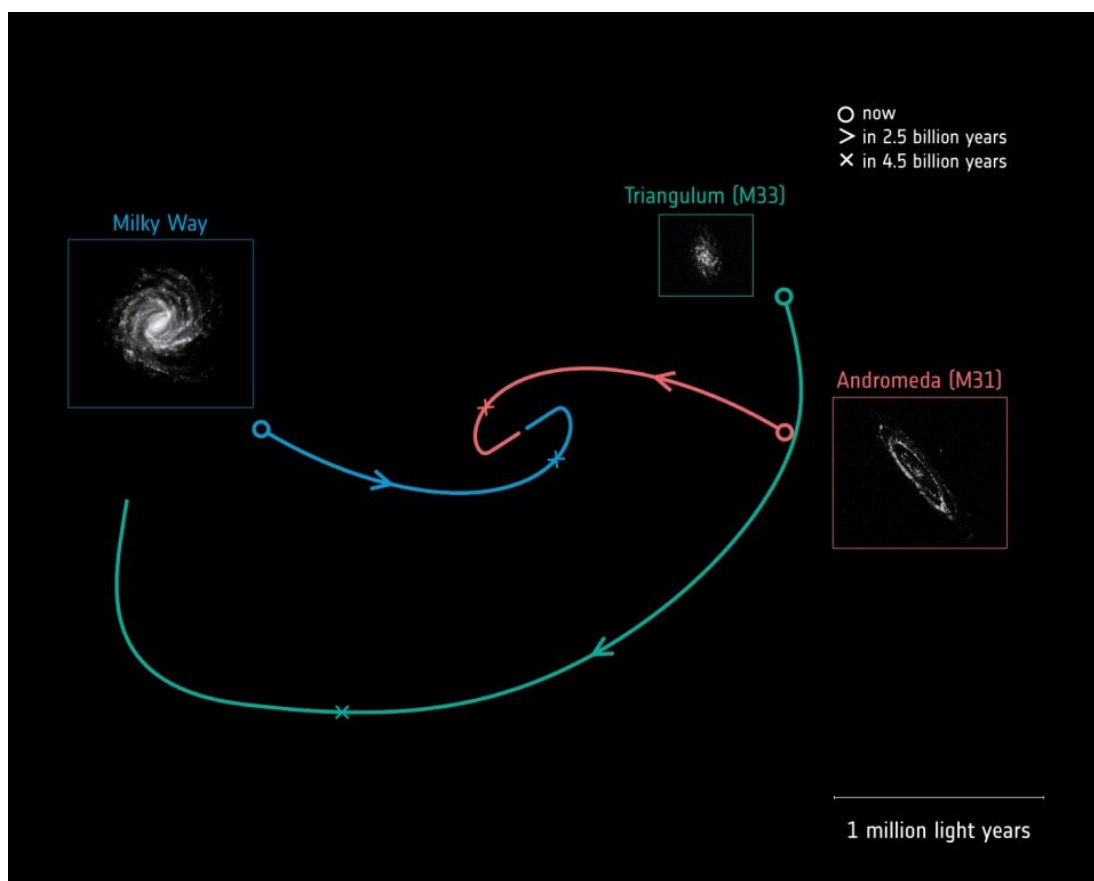 now
in 2.5 billion years
in 4.5 billion years
Triangulum (M33)
Milky Way
Andromeda (M31)
1 million light years